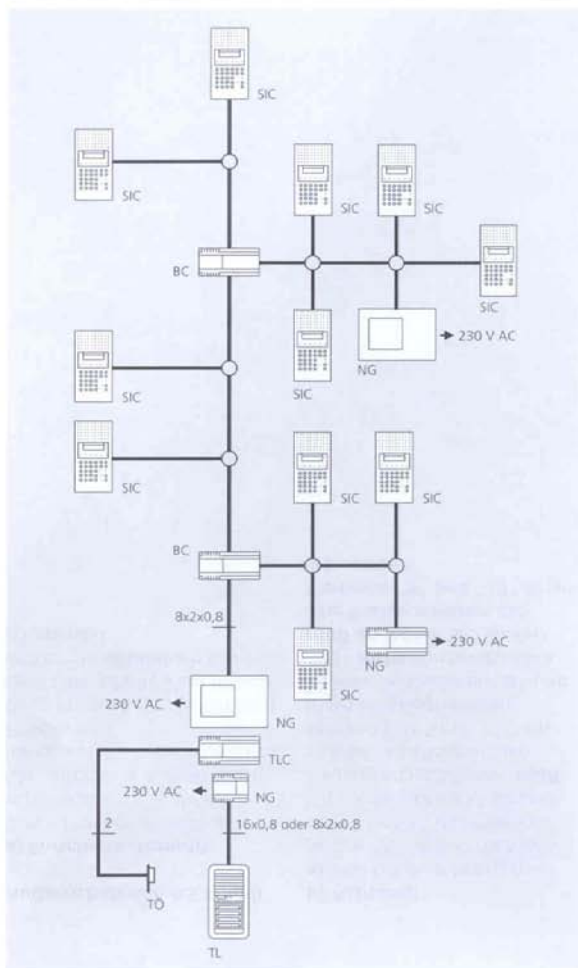 SIC
SIC
SIC
SIC
BC
SIC
SIC
230 V AC
NG
SIC
SIC
SIC
SIC
BC
8x2x0,8
230 V AC
NG
SIC
230 V AC
NG
TLC
230 V AC
NG
2
16x0,8 oder 8x2x0,8
TÖ
TL